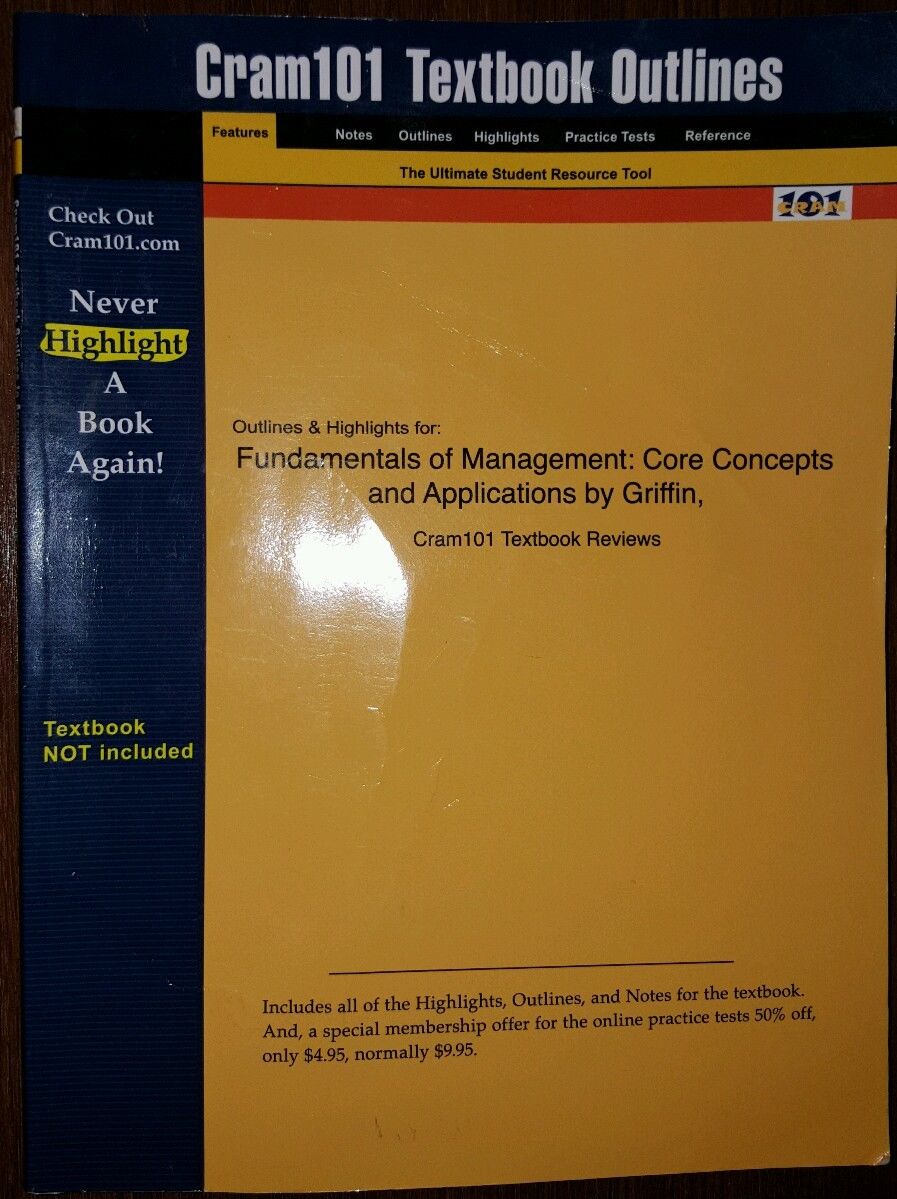 Cram101 Textbook Outlines
Features Notes Outlines Highlights Practice Tests Reference
The Ultimate Student Resource Tool
101
CRAM
Check Out
Cram101.com
Never
Highlight
A
Book
Again!
Outlines & Highlights for:
Fundamentals of Management: Core Concepts
and Applications by Griffin,
Cram101 Textbook Reviews
Textbook
NOT included
Includes all of the Highlights, Outlines, and Notes for the textbook.
And, a special membership offer for the online practice tests 50% off,
only $4.95, normally $9.95.